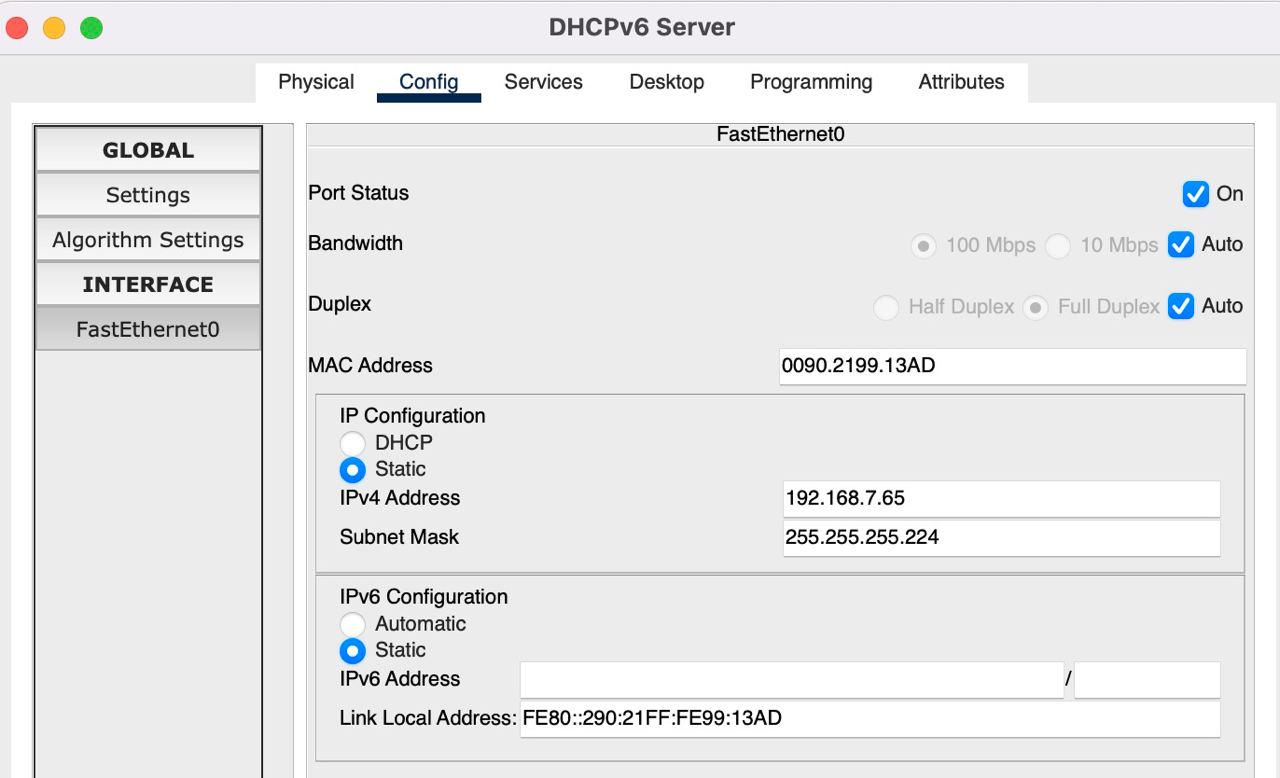 DHCPv6 Server
Physical Config Services Desktop Programming Attributes
GLOBAL
Settings
Algorithm Settings
INTERFACE
FastEthernet0
FastEthernet0
Port Status On
Bandwidth 100 Mbps 10 Mbps Auto
Duplex Half Duplex Full Duplex Auto
MAC Address 0090.2199.13AD
IP Configuration
DHCP
Static
IPv4 Address 192.168.7.65
Subnet Mask 255.255.255.224
IPv6 Configuration
Automatic
Static
IPv6 Address /
Link Local Address: FE80::290:21FF:FE99:13AD